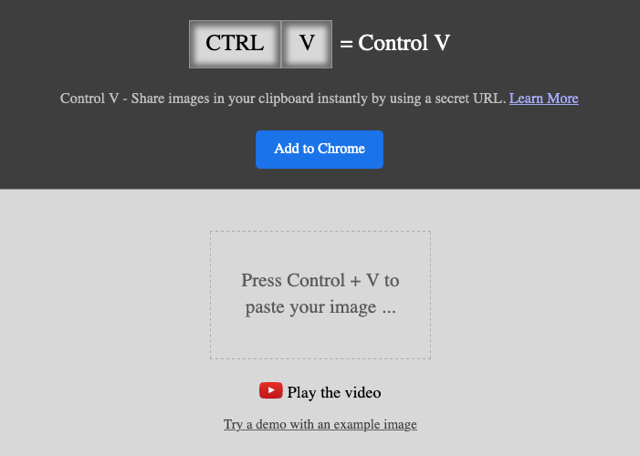 CTRL V = Control V
Control V - Share images in your clipboard instantly by using a secret URL. Learn More
Add to Chrome
Press Control + V to
paste your image ...
Play the video
Try a demo with an example image